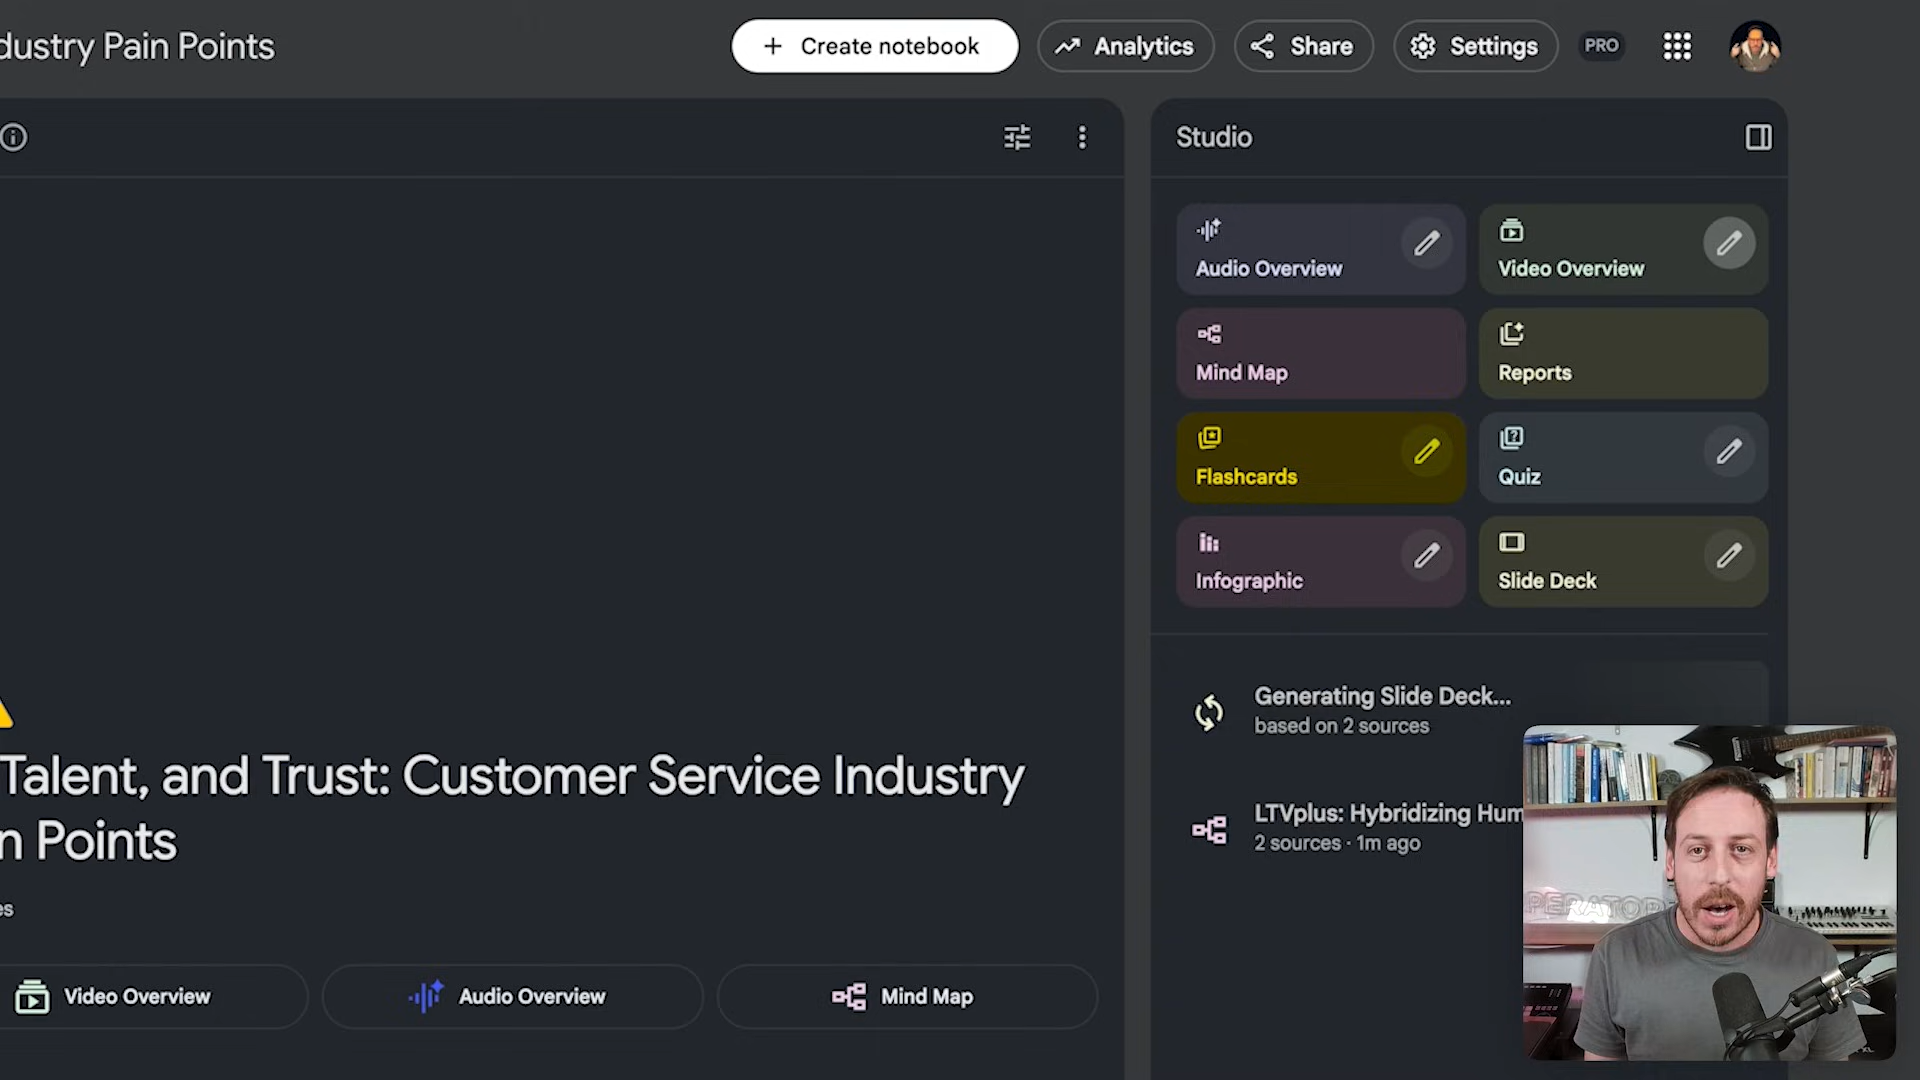 dustry Pain Points
Create notebook
Analytics
Share
Settings
PRO
Studio
Audio Overview
Video Overview
Mind Map
Reports
Flashcards
Quiz
Infographic
Slide Deck
Generating Slide Deck...
based on 2 sources
LTVplus: Hybridizing Hum
2 sources · 1m ago
Talent, and Trust: Customer Service Industry
n Points
es
Video Overview
Audio Overview
Mind Map
PERATOR